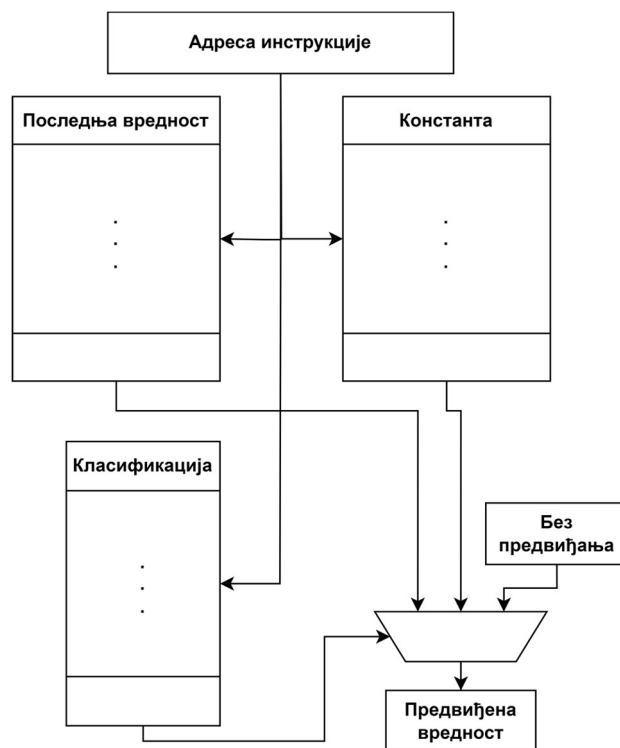 Адреса инструкције
Последња вредност
Константа
Класификација
Без
предвиђања
Предвиђена
вредност